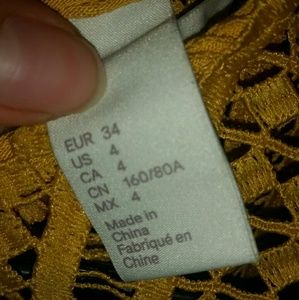 EUR 34
US 4
CA 4
CN 160/80A
MX 4
Made in
China
Fabriqué en
Chine